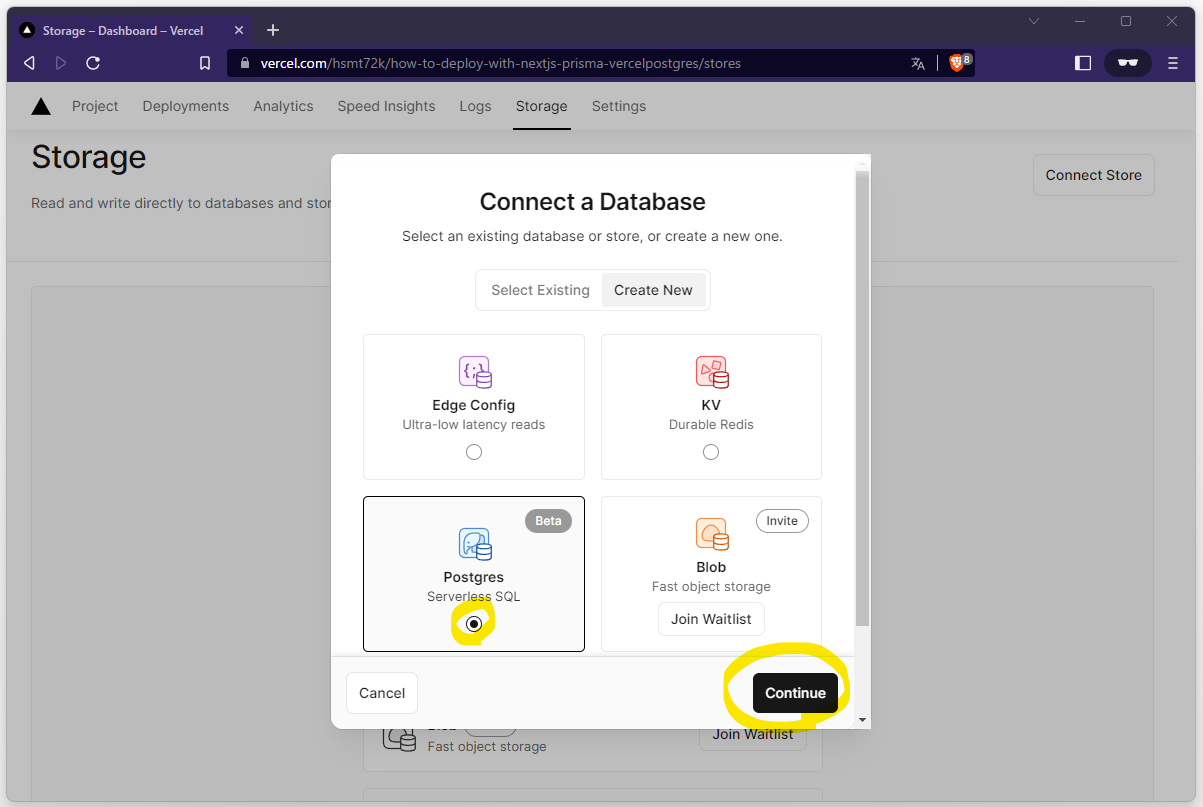 Storage – Dashboard – Vercel
vercel.com/hsmt72k/how-to-deploy-with-nextjs-prisma-vercelpostgres/stores
8
Project Deployments Analytics Speed Insights Logs Storage Settings
Storage
Connect Store
Read and write directly to databases and stor
Connect a Database
Select an existing database or store, or create a new one.
Select Existing Create New
Edge Config
Ultra-low latency reads
KV
Durable Redis
Beta
Postgres
Serverless SQL
Invite
Blob
Fast object storage
Join Waitlist
Cancel
Continue
Blob
Fast object storage
Join Waitlist